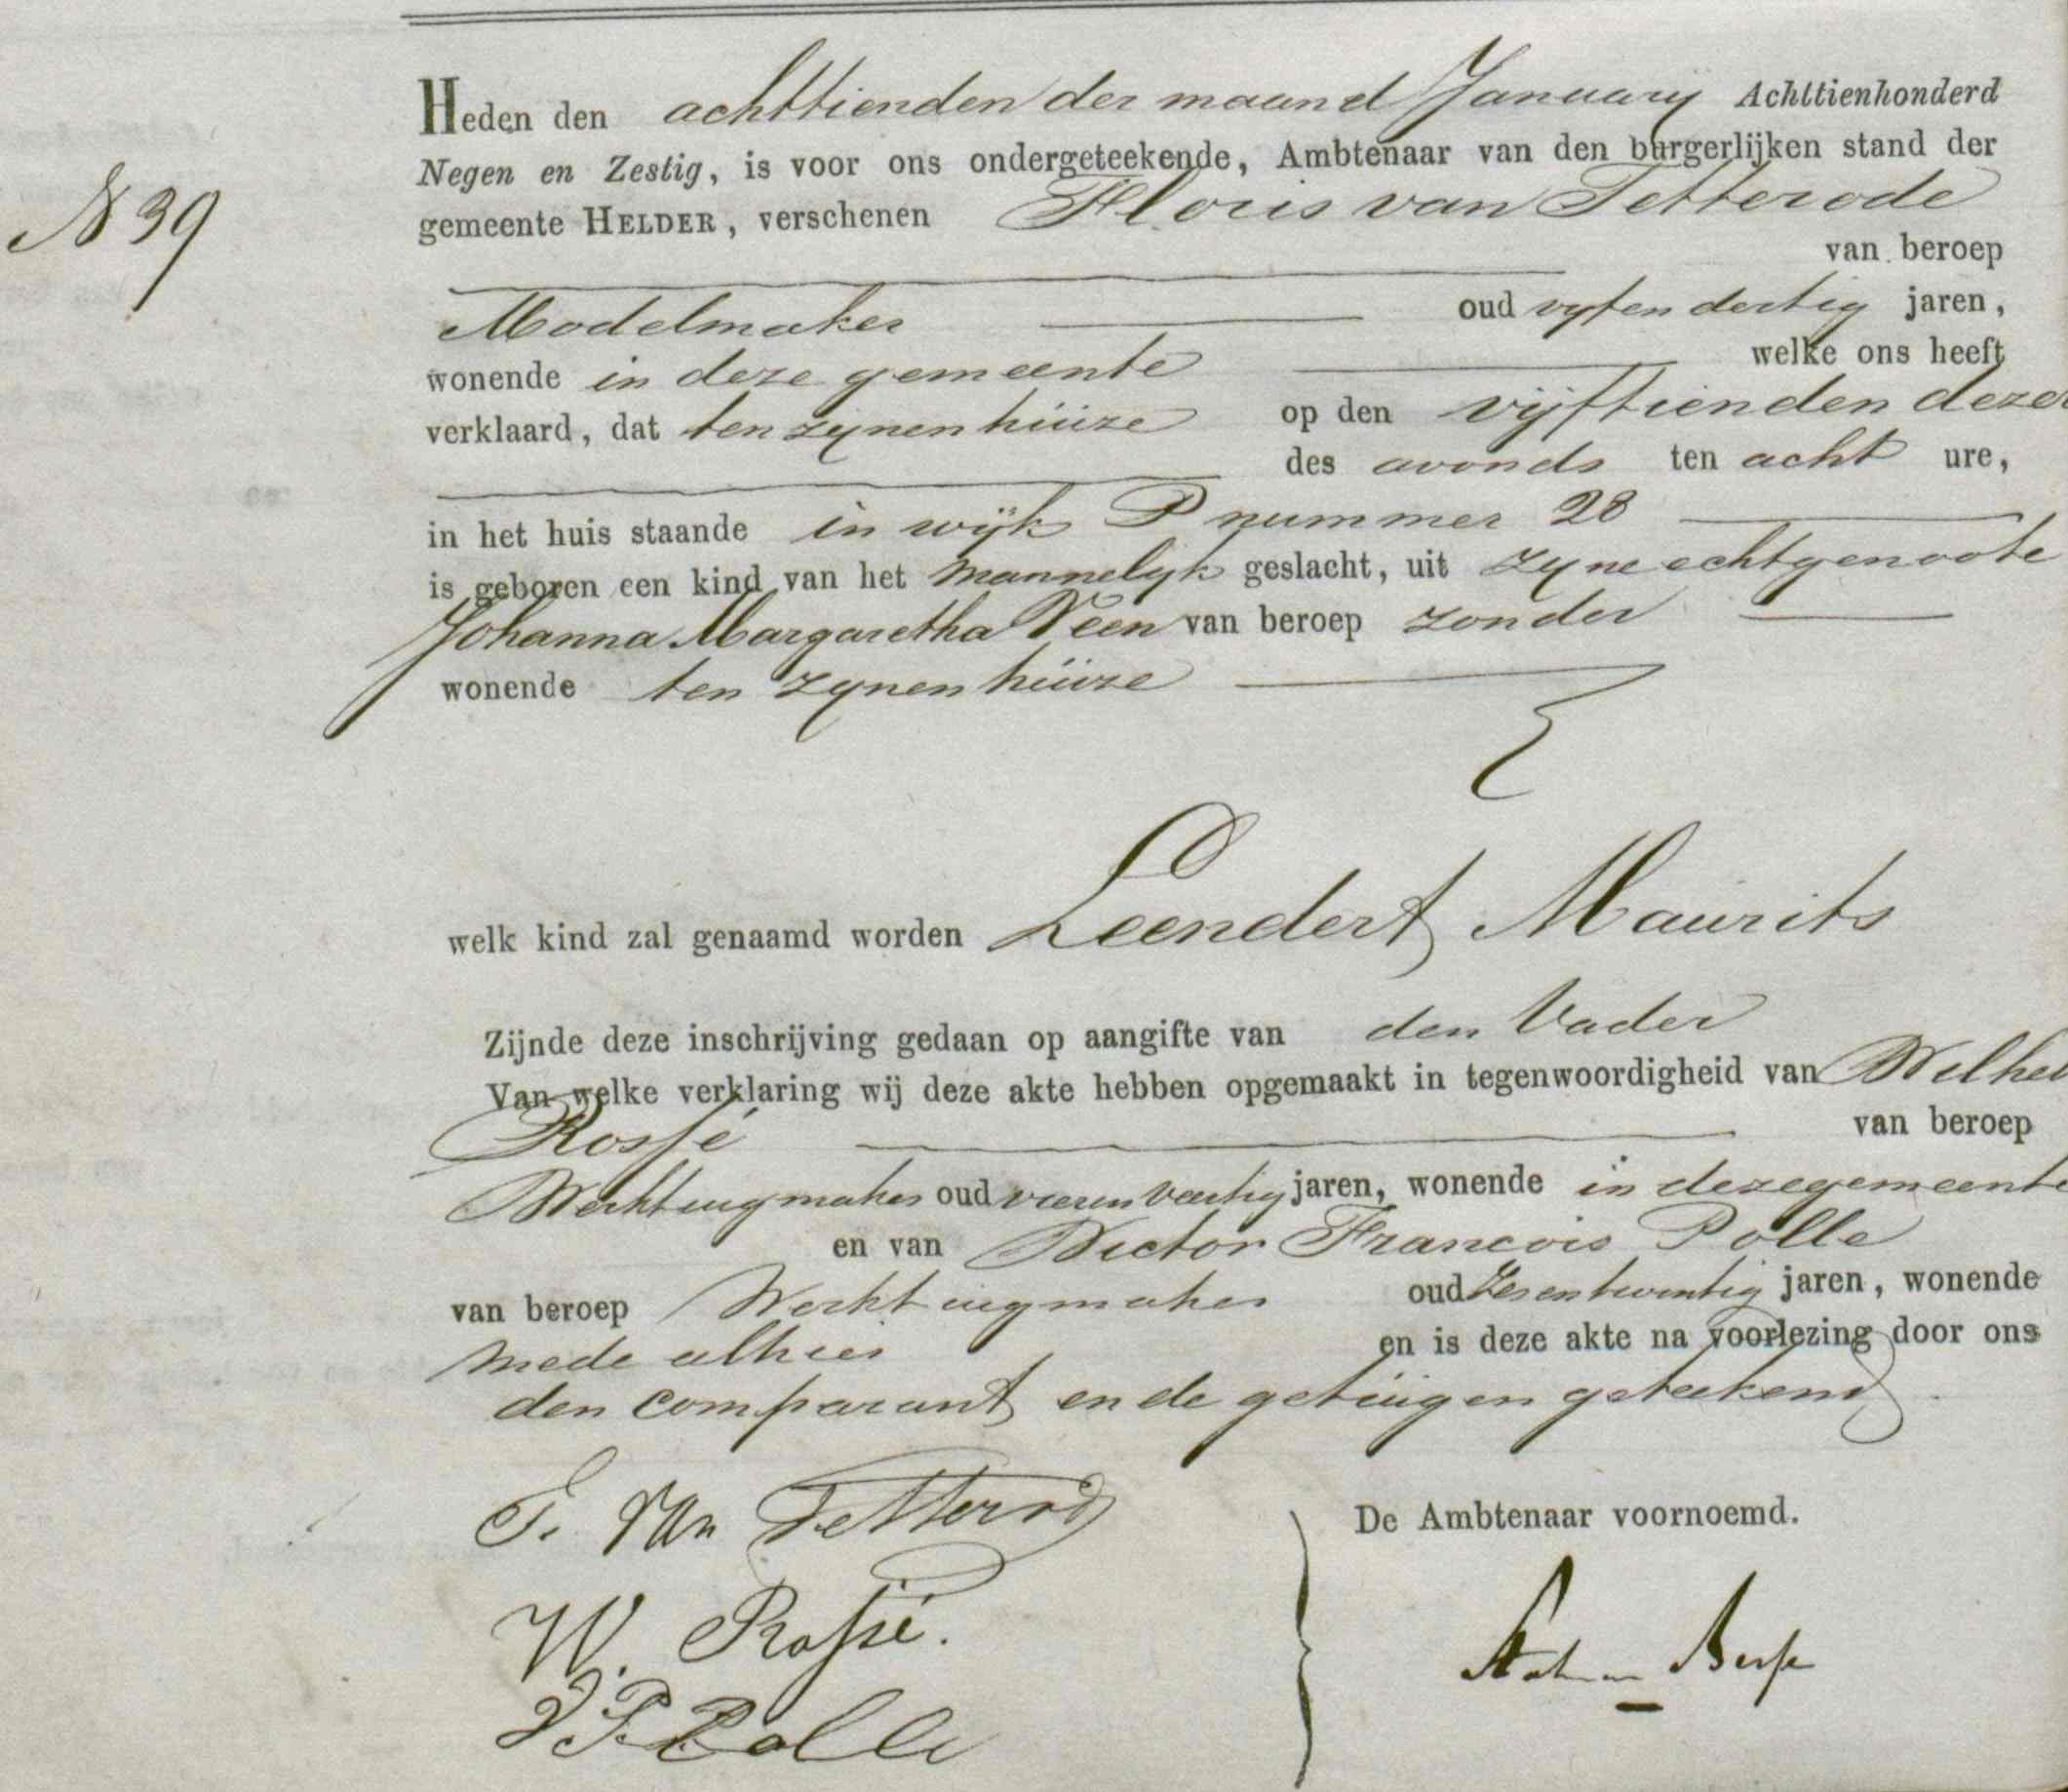 N 39
Heden den achttienden der maand January Achttienhonderd
Negen en Zestig, is voor ons ondergeteekende, Ambtenaar van den burgerlijken stand der
gemeente HELDER, verschenen Floris van Tetterode
van beroep
Modelmaker oud vyf en dertig jaren,
wonende in deze gemeente welke ons heeft
verklaard, dat ten zynen huize op den vijftienden dezer
des avonds ten acht ure,
in het huis staande in wijk P nummer 28
is geboren een kind van het mannelyk geslacht, uit zyne echtgenoote
Johanna Margaretha Veen van beroep zonder
wonende ten zynen huize
welk kind zal genaamd worden Leendert Maurits
Zijnde deze inschrijving gedaan op aangifte van den Vader
Van welke verklaring wij deze akte hebben opgemaakt in tegenwoordigheid van Wilhel
Rossé van beroep
Werktuigmaker oud vierenveertig jaren, wonende in deze gemeente
en van Victor Francois Polle
van beroep Werktuigmaker oud zesentwintig jaren, wonende
mede alhier en is deze akte na voorlezing door ons
den comparant en de getuigen geteekend.
F. van Tetterode
De Ambtenaar voornoemd.
W. Rossé.
V F Polle